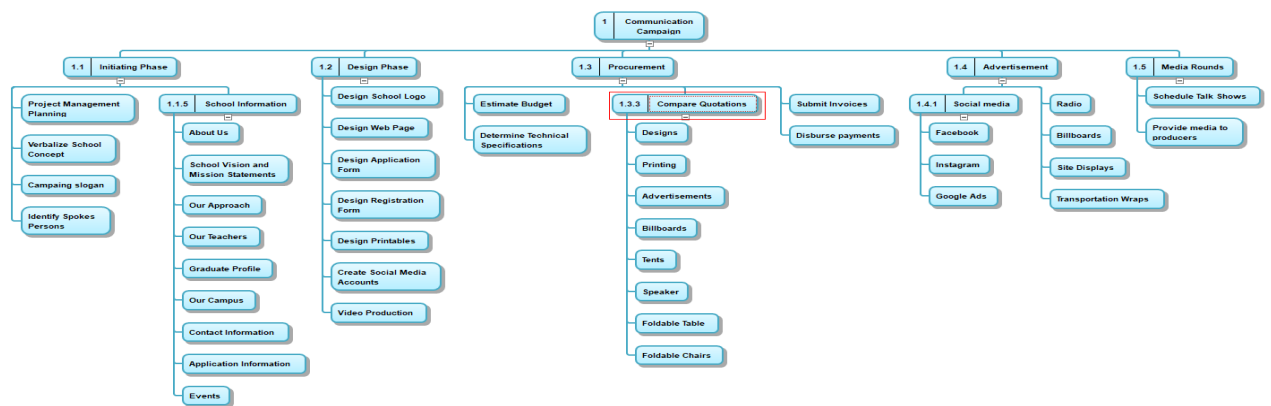 1 Communication
Campaign
1.1 Initiating Phase
Project Management
Planning
Verbalize School
Concept
Campaing slogan
Identify Spokes
Persons
1.1.5 School Information
About Us
School Vision and
Mission Statements
Our Approach
Our Teachers
Graduate Profile
Our Campus
Contact Information
Application Information
Events
1.2 Design Phase
Design School Logo
Design Web Page
Design Application
Form
Design Registration
Form
Design Printables
Create Social Media
Accounts
Video Production
1.3 Procurement
Estimate Budget
Determine Technical
Specifications
1.3.3 Compare Quotations
Designs
Printing
Advertisements
Billboards
Tents
Speaker
Foldable Table
Foldable Chairs
Submit Invoices
Disburse payments
1.4 Advertisement
1.4.1 Social media
Facebook
Instagram
Google Ads
Radio
Billboards
Site Displays
Transportation Wraps
1.5 Media Rounds
Schedule Talk Shows
Provide media to
producers